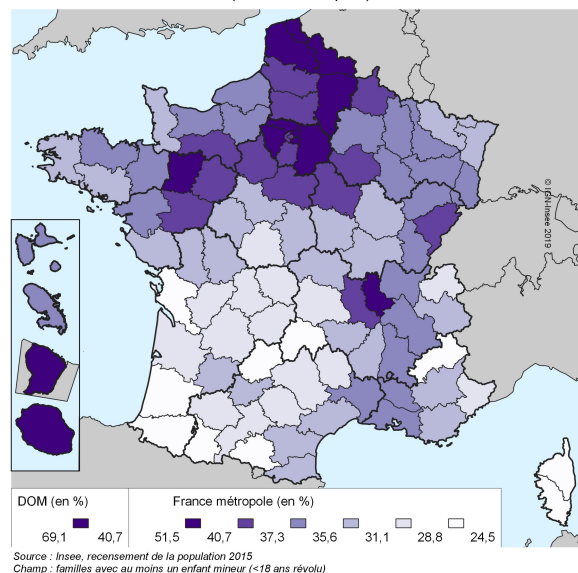 © IGN-Insee 2019
DOM (en %)
69,1 40,7
France métropole (en %)
51,5 40,7 37,3 35,6 31,1 28,8 24,5
Source : Insee, recensement de la population 2015
Champ : familles avec au moins un enfant mineur (<18 ans révolu)